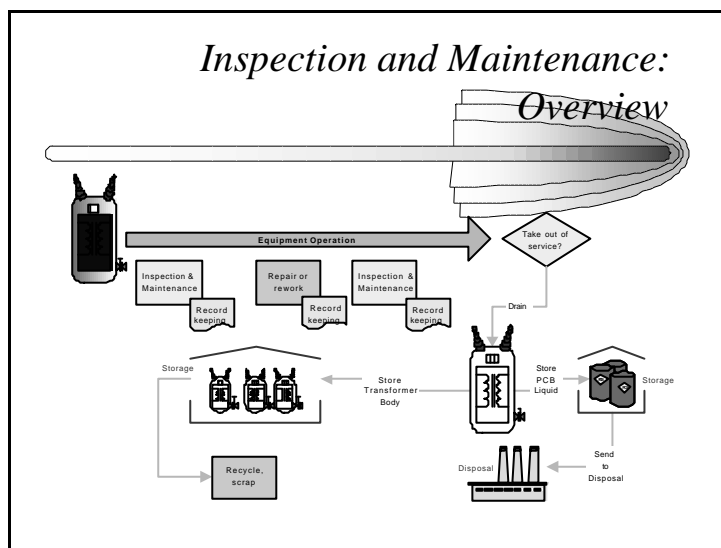 Inspection and Maintenance:
Overview
Equipment Operation
Take out of
service?
Inspection &
Maintenance
Record
keeping
Repair or
rework
Record
keeping
Inspection &
Maintenance
Record
keeping
Drain
Storage
Store
Transformer
Body
Store
PCB
Liquid
Storage
Recycle,
scrap
Disposal
Send
to
Disposal